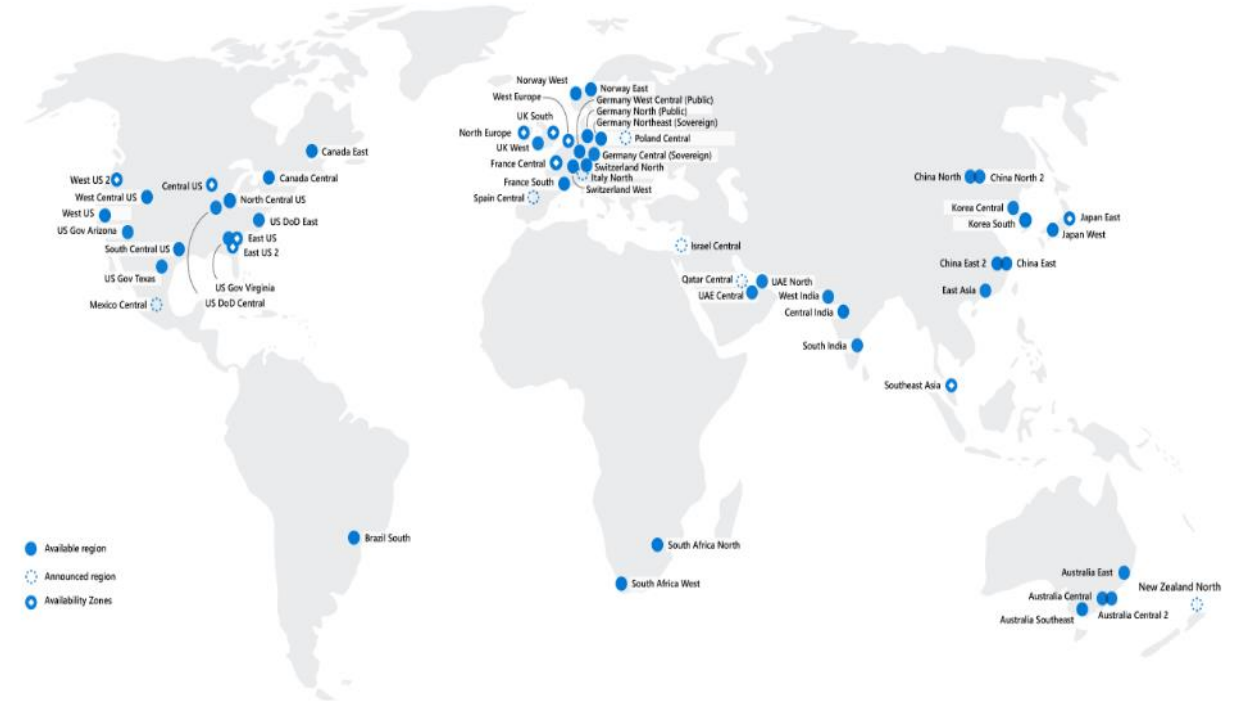 Norway West
Norway East
West Europe
Germany West Central (Public)
Germany North (Public)
UK South
Germany Northeast (Sovereign)
North Europe
Poland Central
UK West
Canada East
Germany Central (Sovereign)
France Central
Switzerland North
West US 2
Canada Central
Italy North
China North
China North 2
Central US
France South
Switzerland West
West Central US
North Central US
Spain Central
Korea Central
West US
US DoD East
Japan East
Korea South
US Gov Arizona
East US
Japan West
South Central US
Israel Central
East US 2
China East 2
China East
US Gov Texas
Qatar Central
UAE North
US Gov Virginia
UAE Central
West India
East Asia
Mexico Central
US DoD Central
Central India
South India
Southeast Asia
Brazil South
South Africa North
Available region
Australia East
Announced region
South Africa West
New Zealand North
Australia Central
Availability Zones
Australia Central 2
Australia Southeast